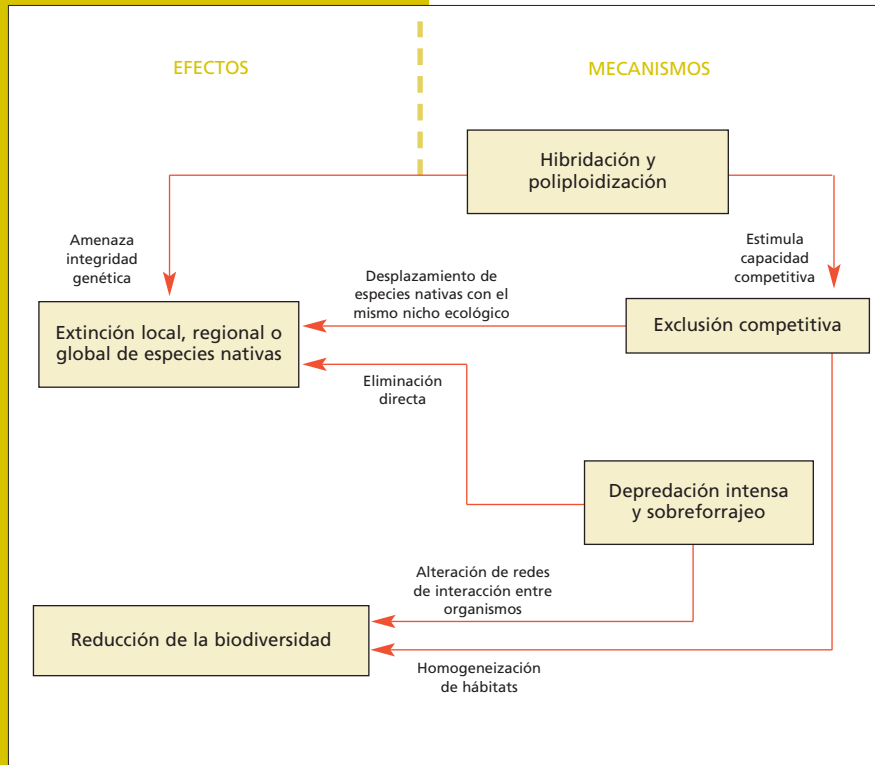 EFECTOS
MECANISMOS
Hibridación y
poliploidización
Amenaza
integridad
genética
Estimula
capacidad
competitiva
Desplazamiento de
especies nativas con el
mismo nicho ecológico
Extinción local, regional o
global de especies nativas
Exclusión competitiva
Eliminación
directa
Depredación intensa
y sobreforrajeo
Alteración de redes
de interacción entre
organismos
Reducción de la biodiversidad
Homogeneización
de hábitats